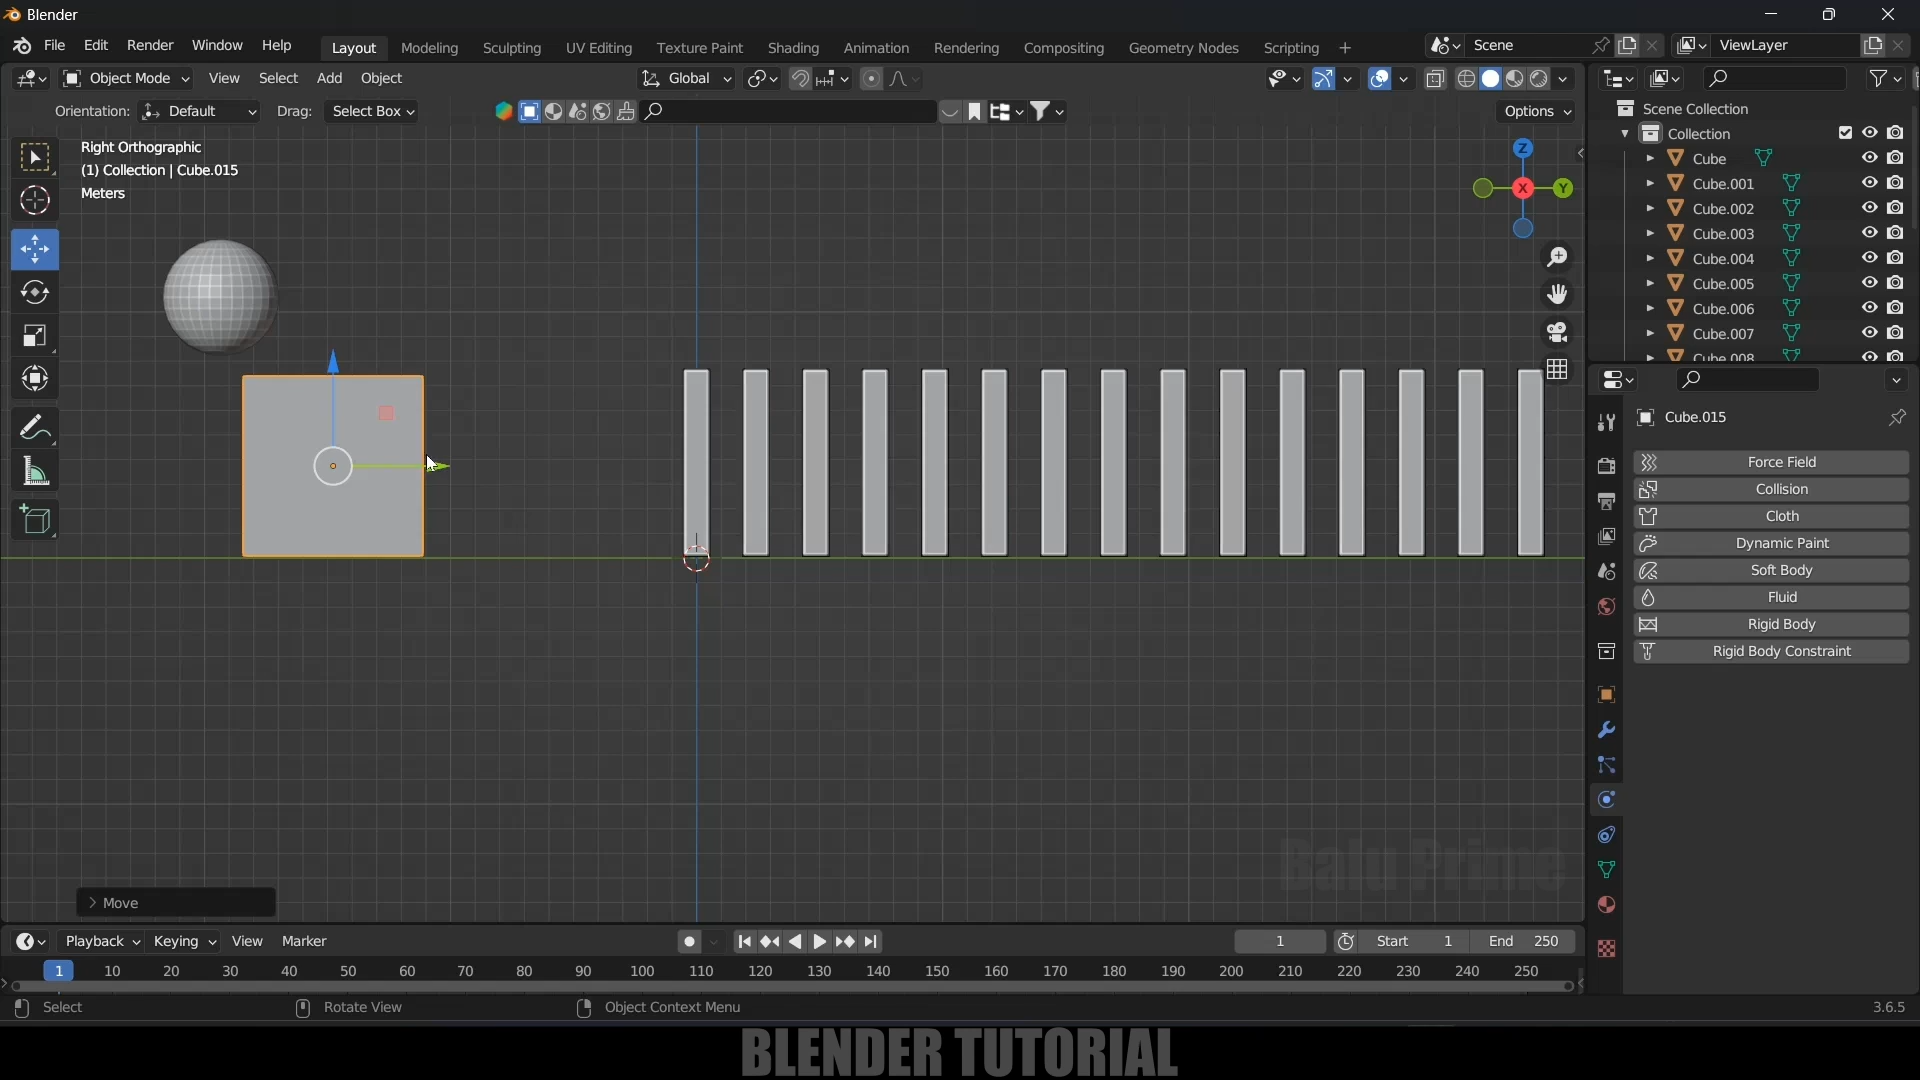 Blender
File Edit Render Window Help Layout Modeling Sculpting UV Editing Texture Paint Shading Animation Rendering Compositing Geometry Nodes Scripting + Scene ViewLayer
Object Mode View Select Add Object Global
Orientation: Default Drag: Select Box Options
Right Orthographic
(1) Collection | Cube.015
Meters
Z
X
Y
Scene Collection
Collection
Cube
Cube.001
Cube.002
Cube.003
Cube.004
Cube.005
Cube.006
Cube.007
Cube.008
Cube.015
Force Field
Collision
Cloth
Dynamic Paint
Soft Body
Fluid
Rigid Body
Rigid Body Constraint
Balu Prime
> Move
Playback Keying View Marker 1 Start 1 End 250
1 10 20 30 40 50 60 70 80 90 100 110 120 130 140 150 160 170 180 190 200 210 220 230 240 250
Select Rotate View Object Context Menu 3.6.5
BLENDER TUTORIAL